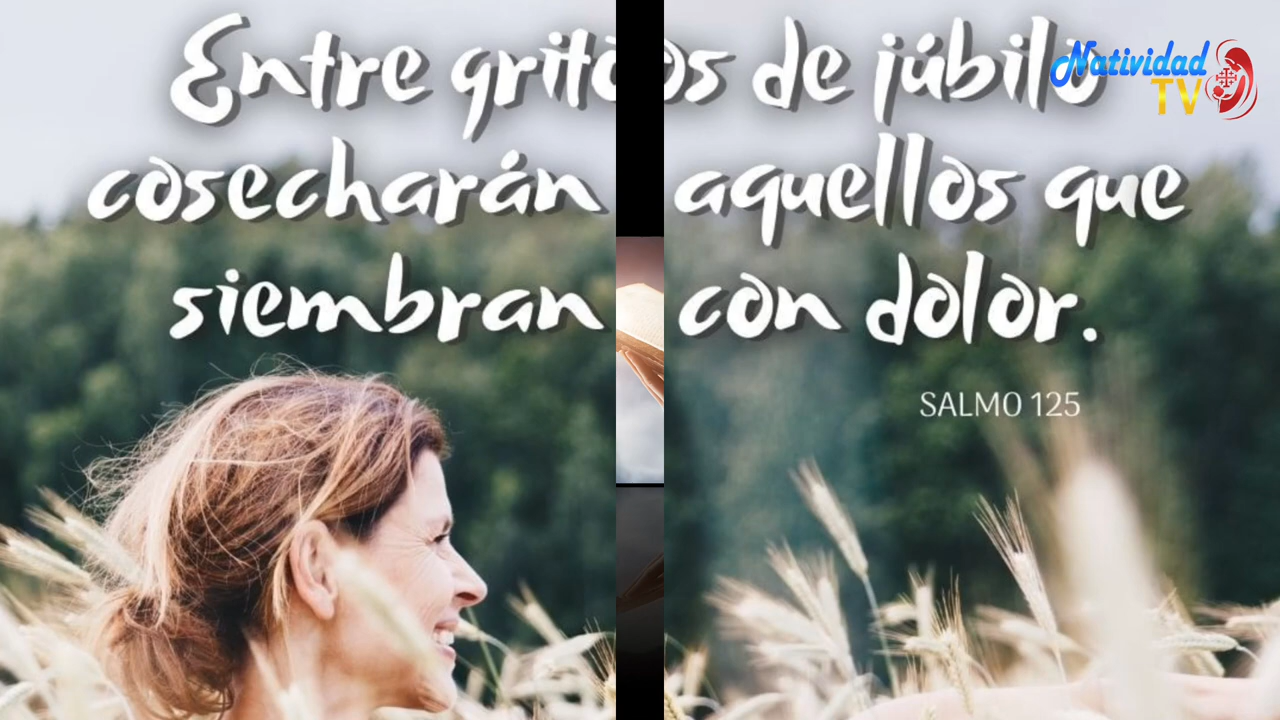 Entre gritos de júbilo
cosecharán aquellos que
siembran con dolor.
SALMO 125
Natividad
TV